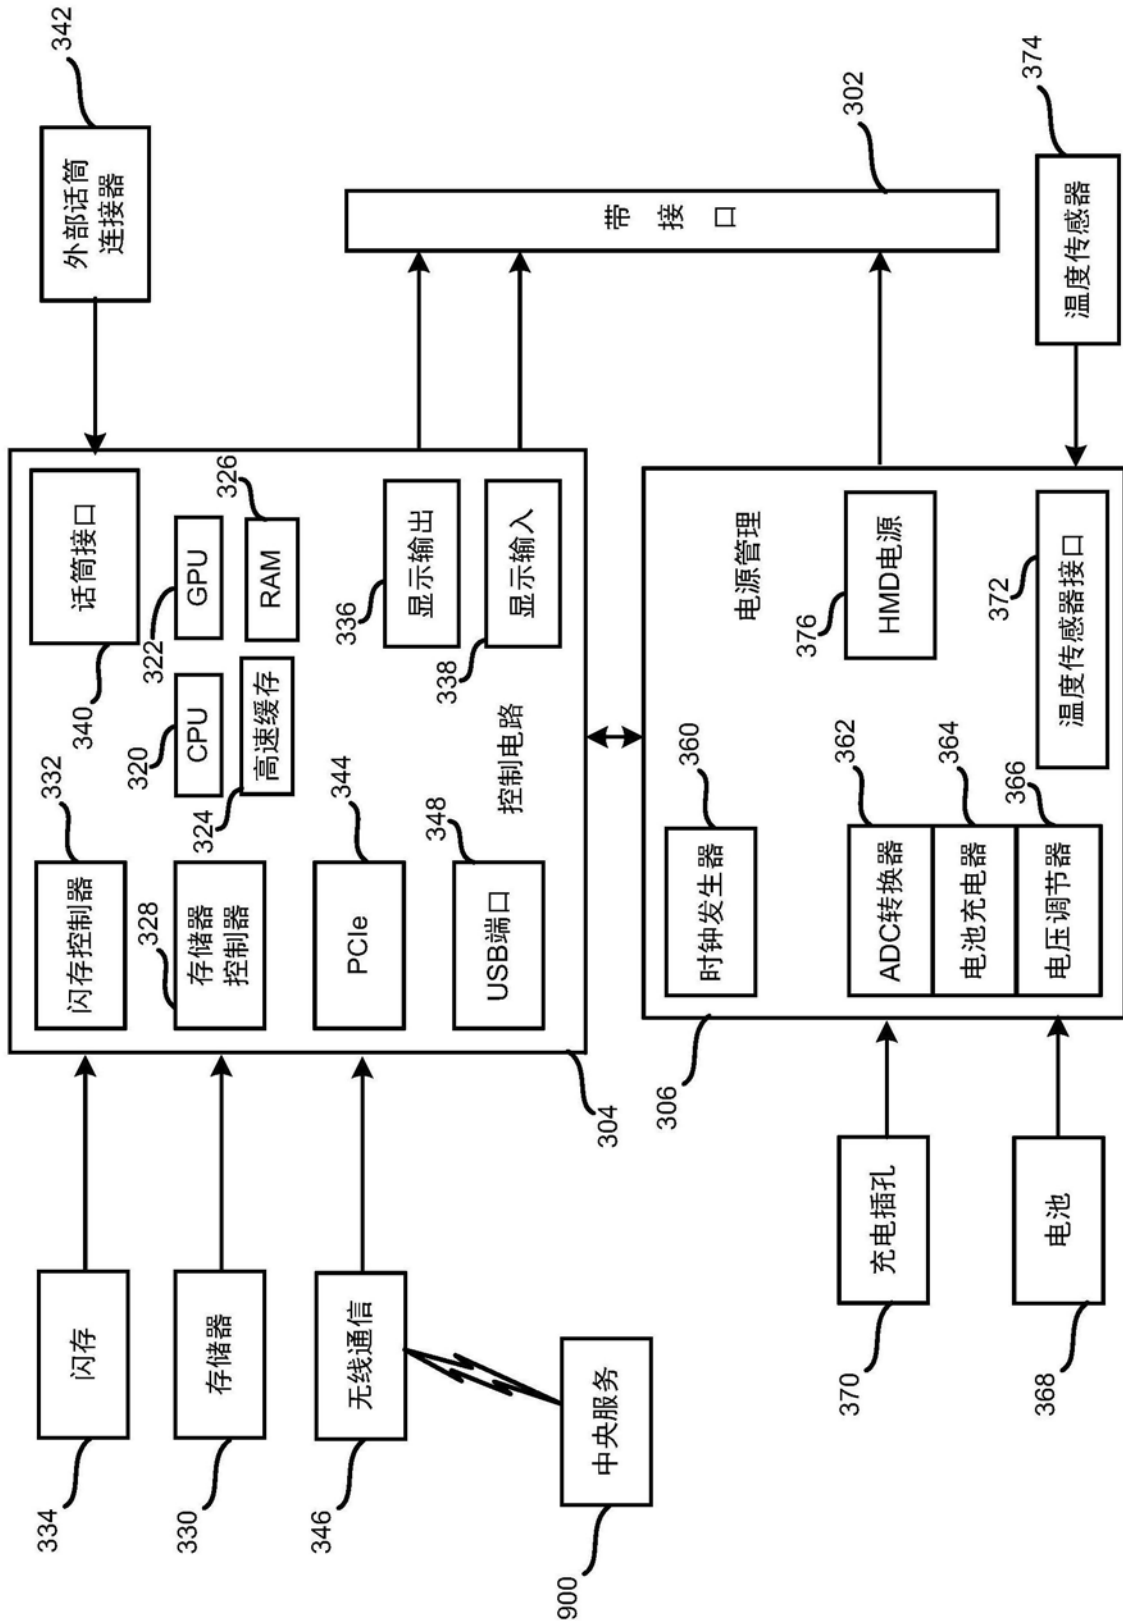 342
334
闪存
闪存控制器
332
话筒接口
340
外部话筒
连接器
330
存储器
328
存储器
控制器
320
CPU
322
GPU
324
高速缓存
326
RAM
346
无线通信
PCIe
344
336
显示输出
USB端口
348
338
显示输入
控制电路
304
900
中央服务
带接口
302
306
时钟发生器
360
电源管理
370
充电插孔
ADC转换器
362
376
HMD电源
电池充电器
364
368
电池
电压调节器
366
372
温度传感器接口
温度传感器
374